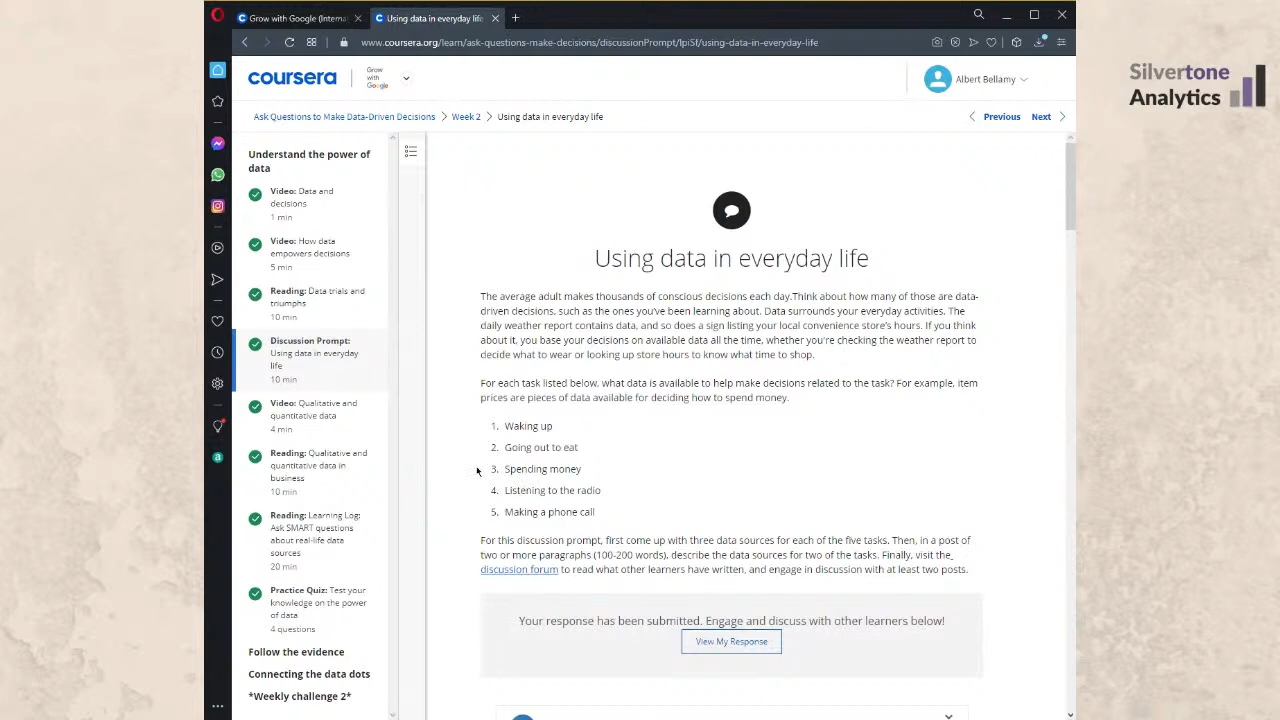 Grow with Google (Interna
Using data in everyday life
www.coursera.org/learn/ask-questions-make-decisions/discussionPrompt/IpiSf/using-data-in-everyday-life
Silvertone
Analytics
coursera
Grow
with
Google
Albert Bellamy
Ask Questions to Make Data-Driven Decisions
Week 2
Using data in everyday life
Previous
Next
Understand the power of
data
Video: Data and
decisions
1 min
Video: How data
empowers decisions
5 min
Reading: Data trials and
triumphs
10 min
Discussion Prompt:
Using data in everyday
life
10 min
Video: Qualitative and
quantitative data
4 min
Reading: Qualitative and
quantitative data in
business
10 min
Reading: Learning Log:
Ask SMART questions
about real-life data
sources
20 min
Practice Quiz: Test your
knowledge on the power
of data
4 questions
Follow the evidence
Connecting the data dots
*Weekly challenge 2*
Using data in everyday life
The average adult makes thousands of conscious decisions each day.Think about how many of those are data-
driven decisions, such as the ones you've been learning about. Data surrounds your everyday activities. The
daily weather report contains data, and so does a sign listing your local convenience store's hours. If you think
about it, you base your decisions on available data all the time, whether you're checking the weather report to
decide what to wear or looking up store hours to know what time to shop.
For each task listed below, what data is available to help make decisions related to the task? For example, item
prices are pieces of data available for deciding how to spend money.
1. Waking up
2. Going out to eat
3. Spending money
4. Listening to the radio
5. Making a phone call
For this discussion prompt, first come up with three data sources for each of the five tasks. Then, in a post of
two or more paragraphs (100-200 words), describe the data sources for two of the tasks. Finally, visit the
discussion forum to read what other learners have written, and engage in discussion with at least two posts.
Your response has been submitted. Engage and discuss with other learners below!
View My Response